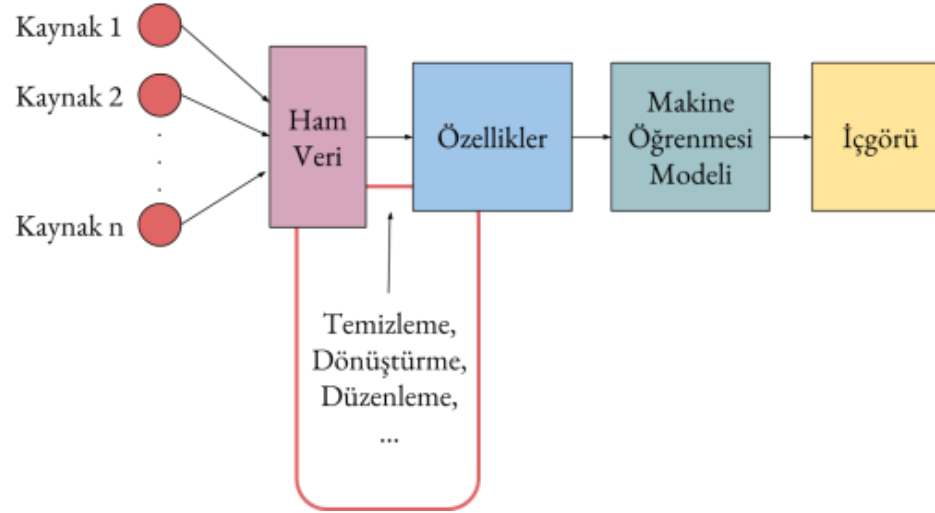 Kaynak 1
Kaynak 2
.
.
.
Kaynak n
Ham
Veri
Özellikler
Makine
Öğrenmesi
Modeli
İçgörü
Temizleme,
Dönüştürme,
Düzenleme,
...